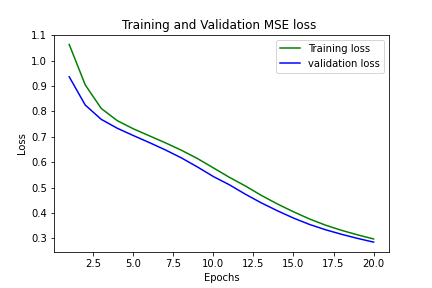 Training and Validation MSE loss
Training loss
validation loss
Loss
1.1
1.0
0.9
0.8
0.7
0.6
0.5
0.4
0.3
2.5 5.0 7.5 10.0 12.5 15.0 17.5 20.0
Epochs